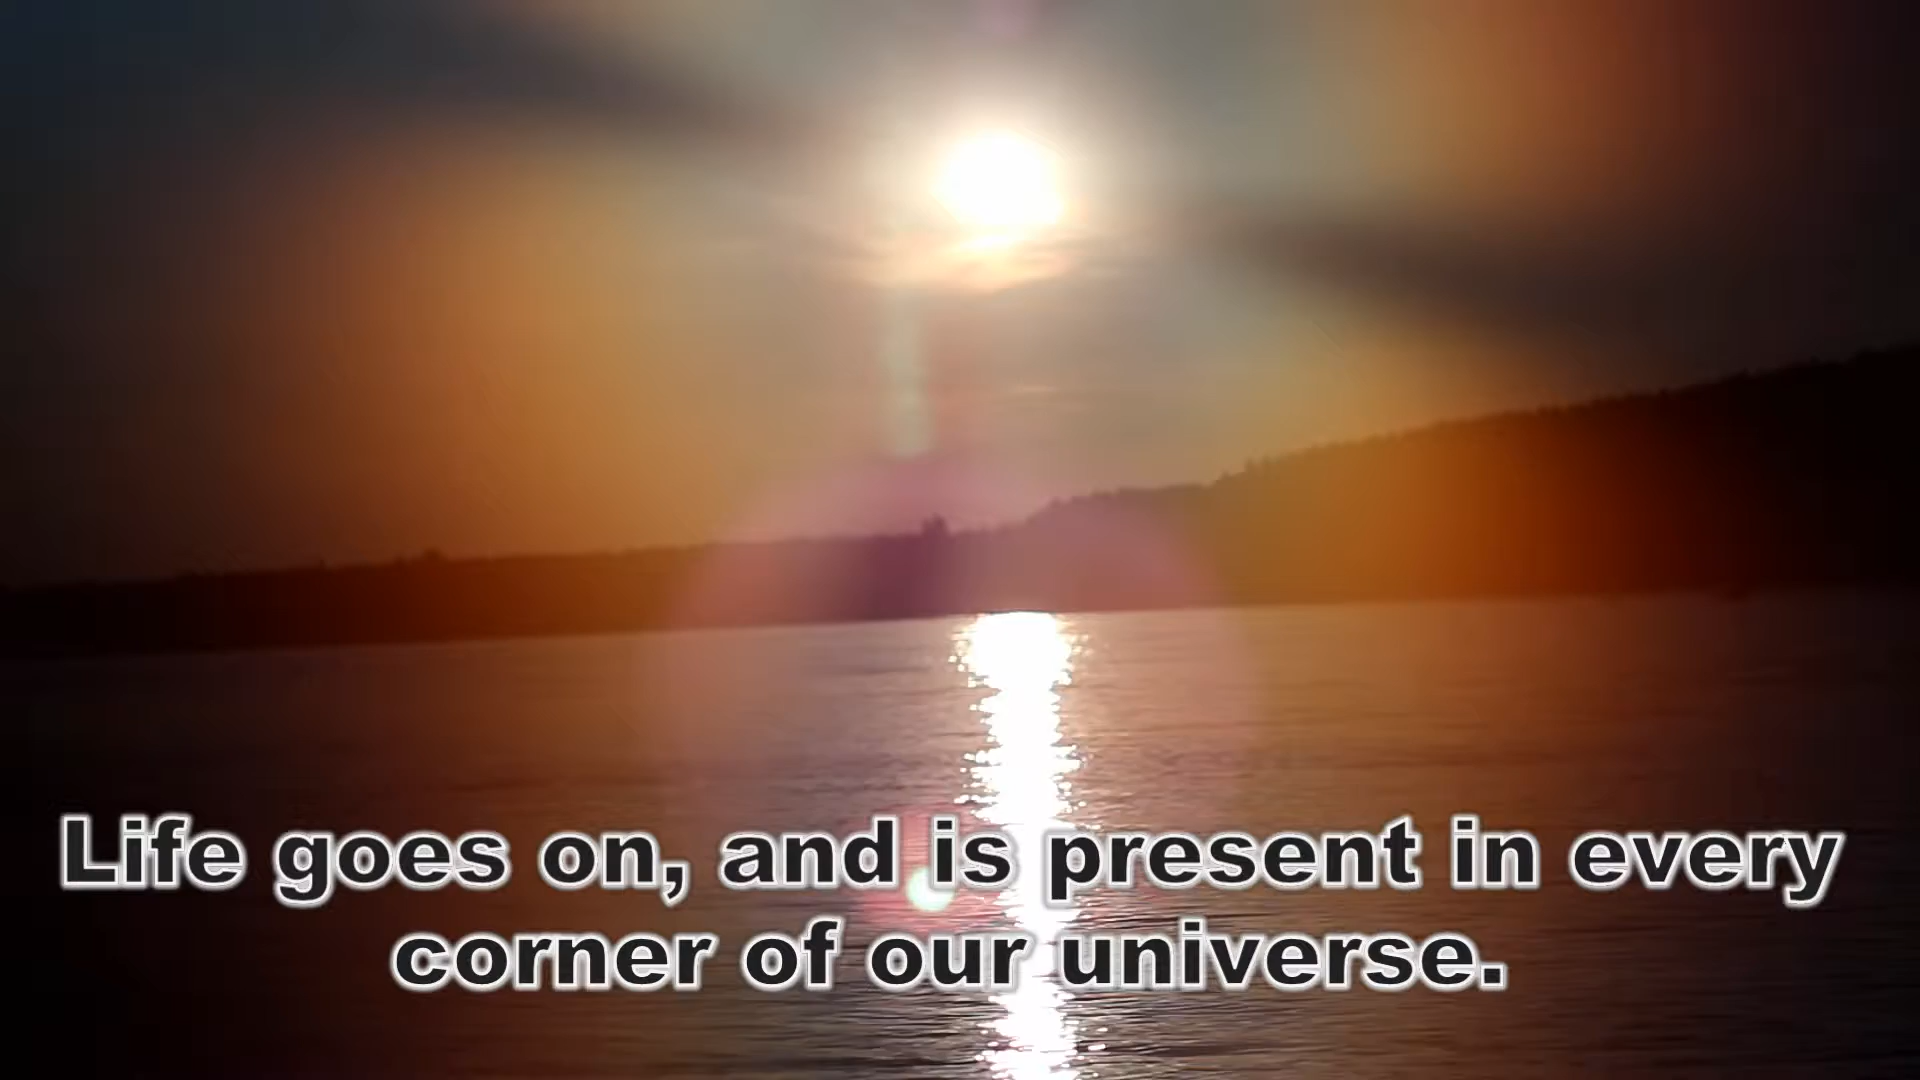 Life goes on, and is present in every
corner of our universe.